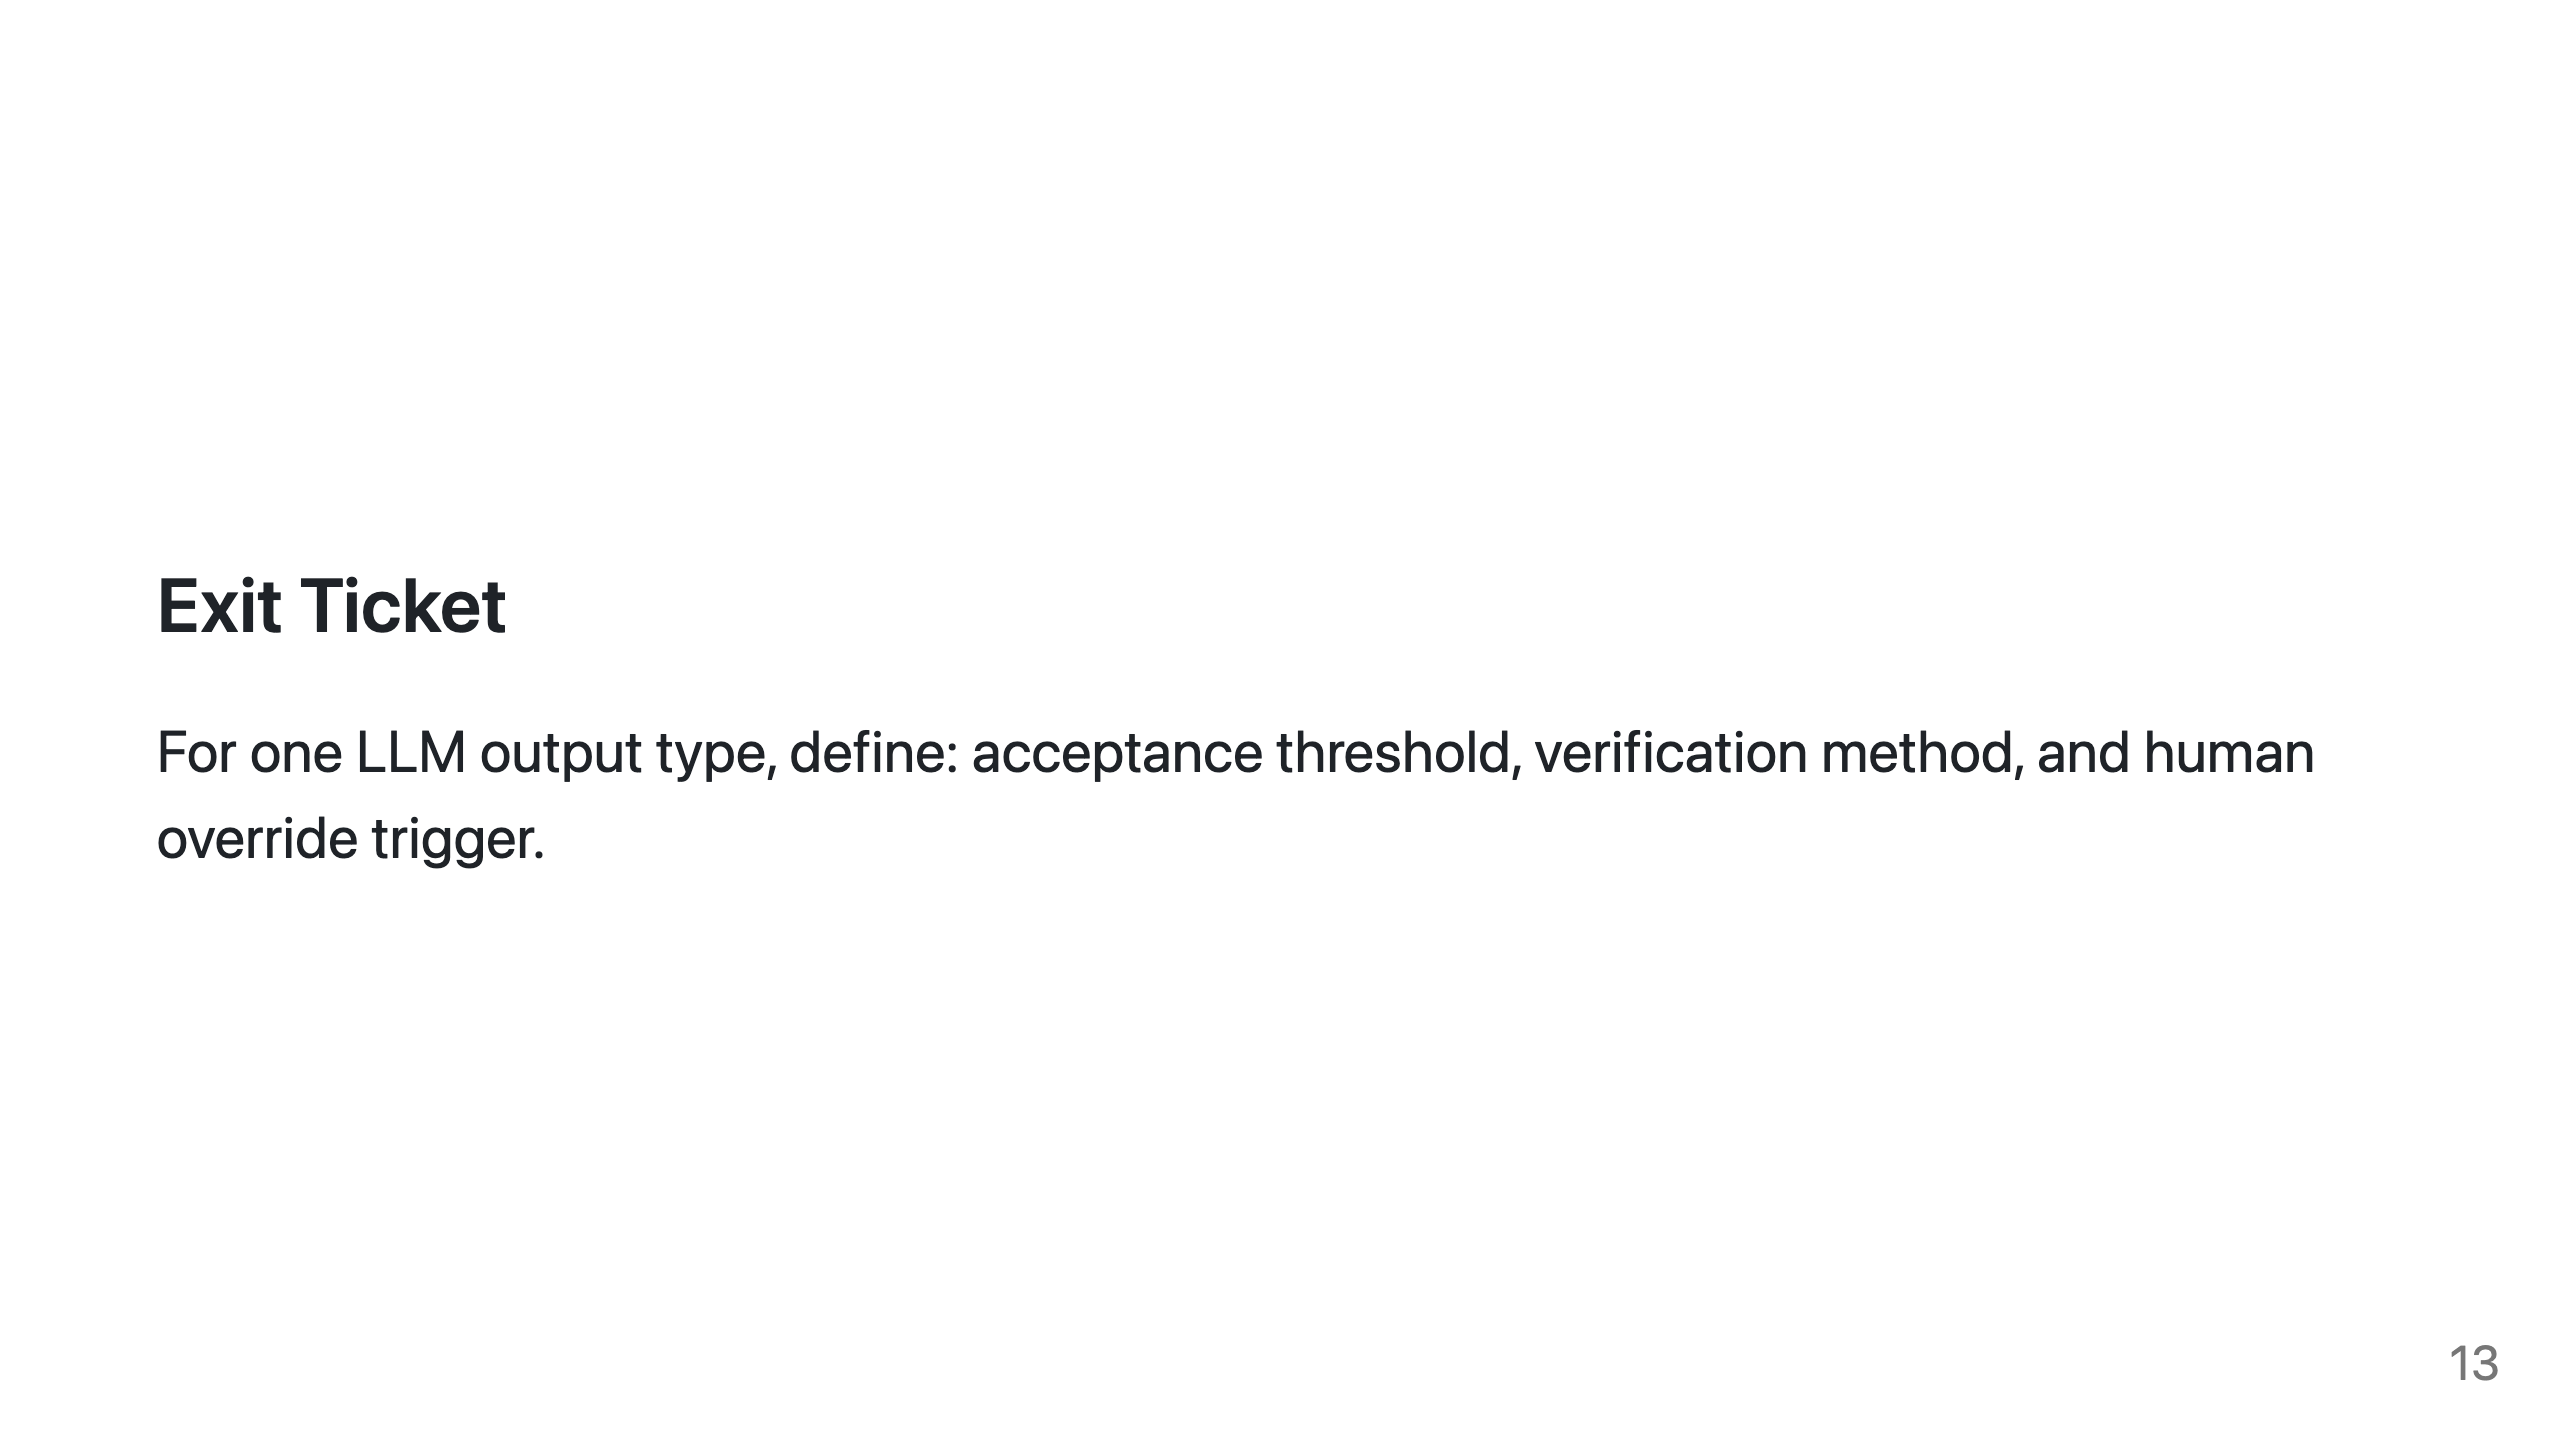 Exit Ticket
For one LLM output type, define: acceptance threshold, verification method, and human
override trigger.
13